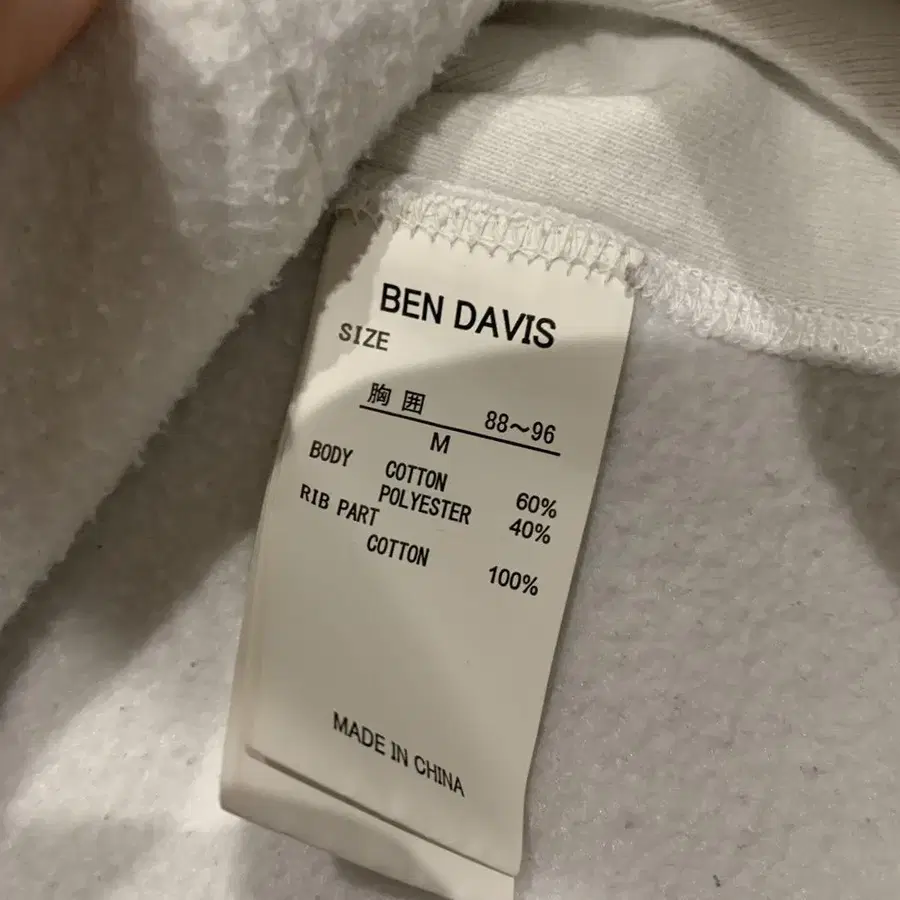 BEN DAVIS
SIZE
胸囲 88～96
M
BODY COTTON 60%
POLYESTER 40%
RIB PART
COTTON 100%
MADE IN CHINA